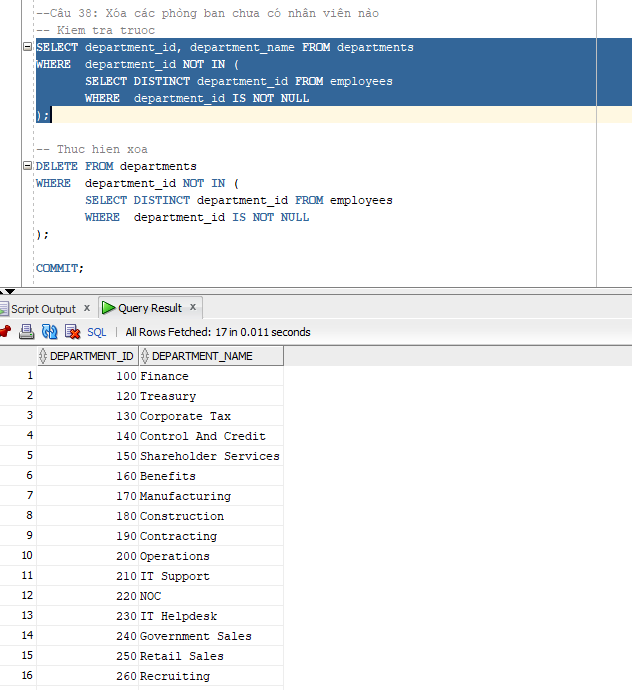 --Câu 38: Xóa các phòng ban chưa có nhân viên nào
-- Kiem tra truoc
SELECT department_id, department_name FROM departments
WHERE  department_id NOT IN (
       SELECT DISTINCT department_id FROM employees
       WHERE  department_id IS NOT NULL
);
-- Thuc hien xoa
DELETE FROM departments
WHERE  department_id NOT IN (
       SELECT DISTINCT department_id FROM employees
       WHERE  department_id IS NOT NULL
);
COMMIT;
Script Output x Query Result x
SQL | All Rows Fetched: 17 in 0.011 seconds
DEPARTMENT_ID DEPARTMENT_NAME
1 100 Finance
2 120 Treasury
3 130 Corporate Tax
4 140 Control And Credit
5 150 Shareholder Services
6 160 Benefits
7 170 Manufacturing
8 180 Construction
9 190 Contracting
10 200 Operations
11 210 IT Support
12 220 NOC
13 230 IT Helpdesk
14 240 Government Sales
15 250 Retail Sales
16 260 Recruiting